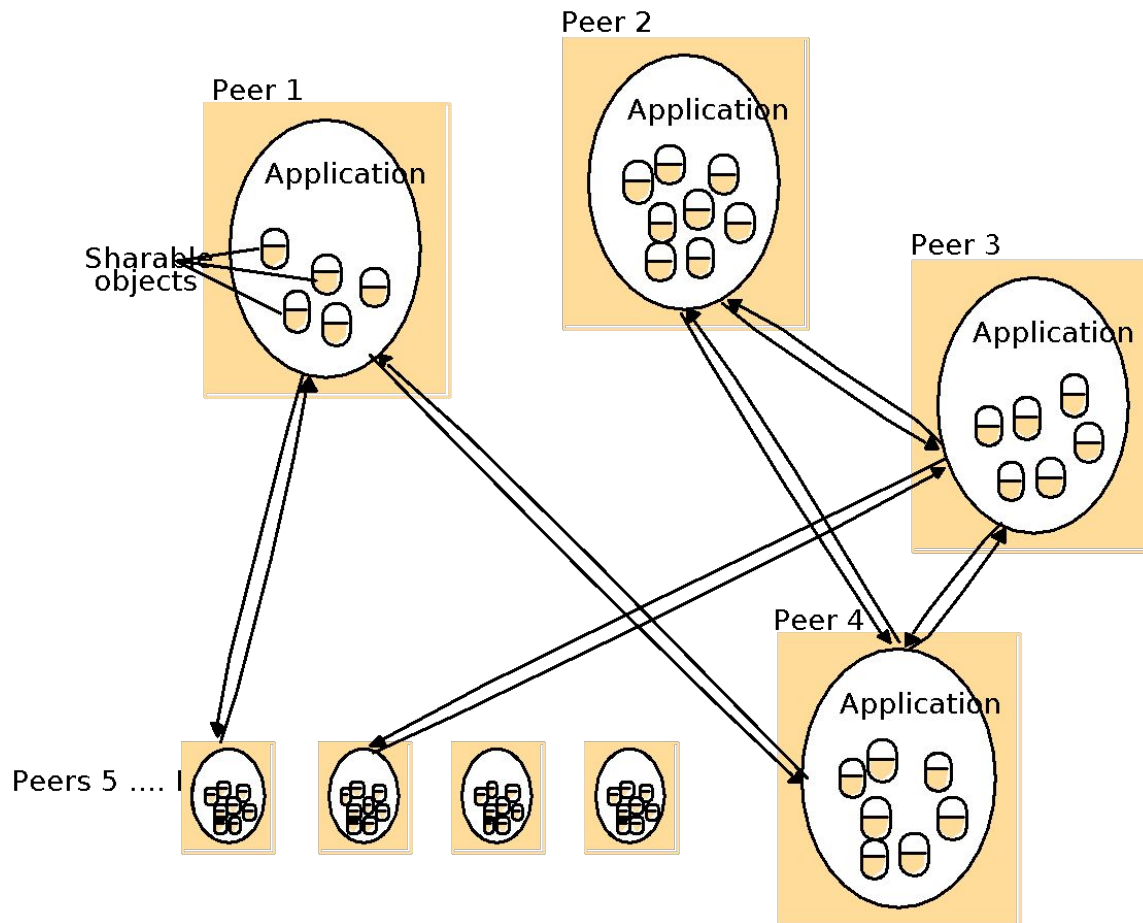 Peer 2
Application
Peer 1
Application
Sharable
objects
Peer 3
Application
Peer 4
Application
Peers 5 ....